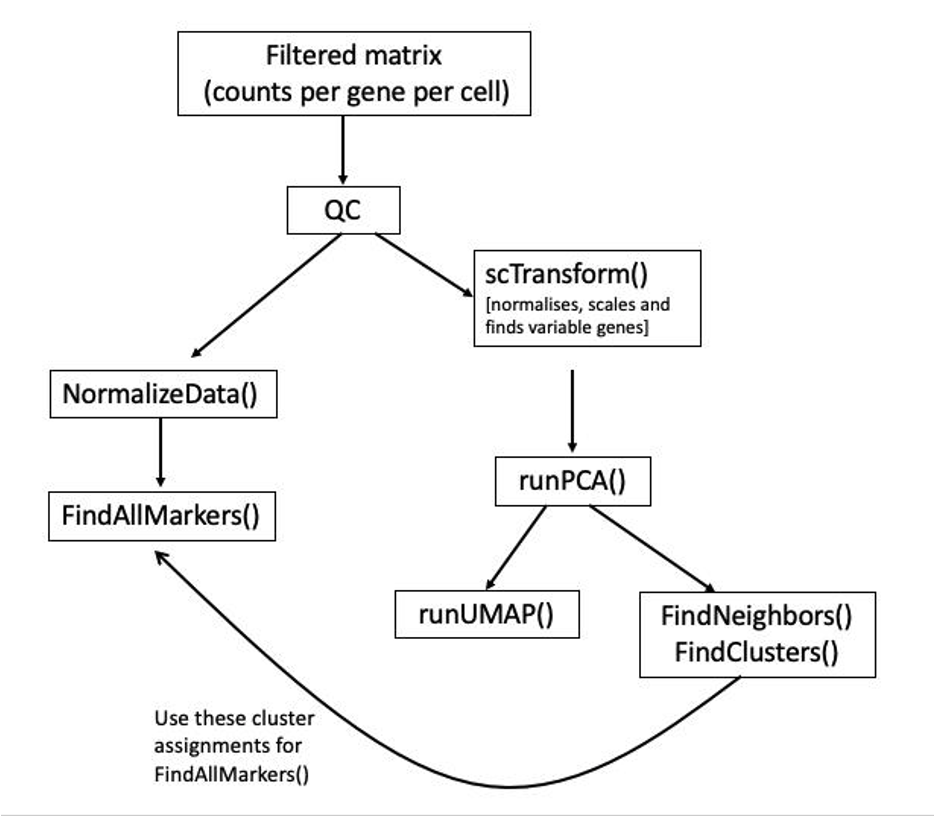 Filtered matrix
(counts per gene per cell)
QC
scTransform()
[normalises, scales and
finds variable genes]
NormalizeData()
runPCA()
FindAllMarkers()
runUMAP()
FindNeighbors()
FindClusters()
Use these cluster
assignments for
FindAllMarkers()